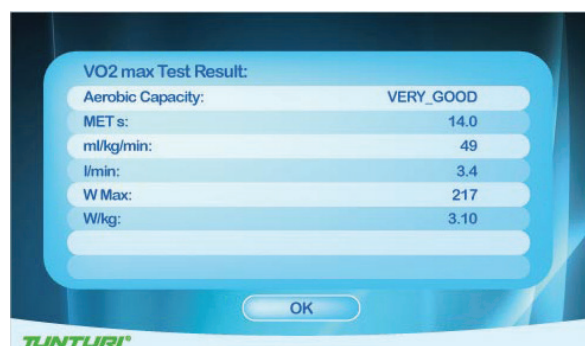 VO2 max Test Result:
Aerobic Capacity: VERY_GOOD
METs: 14.0
ml/kg/min: 49
l/min: 3.4
W Max: 217
W/kg: 3.10
OK
TUNTURI®